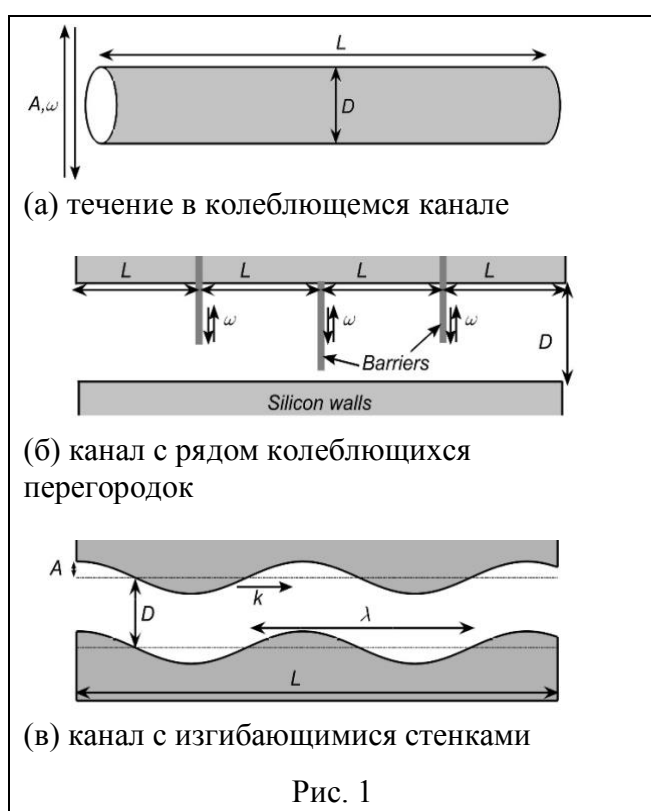 L
A,ω
D
(а) течение в колеблющемся канале
L L L L
ω ω ω
D
Barriers
Silicon walls
(б) канал с рядом колеблющихся
перегородок
A
k
D
λ
L
(в) канал с изгибающимися стенками
Рис. 1